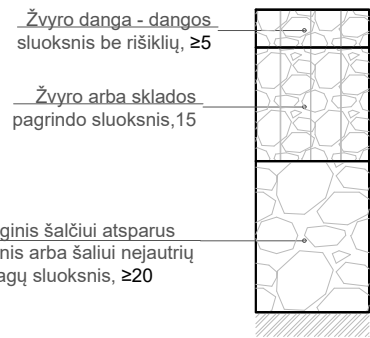 Žvyro danga - dangos
sluoksnis be rišiklių, ≥5
Žvyro arba sklados
pagrindo sluoksnis,15
ginis šalčiui atsparus
nis arba šaliui nejautrių
agų sluoksnis, ≥20